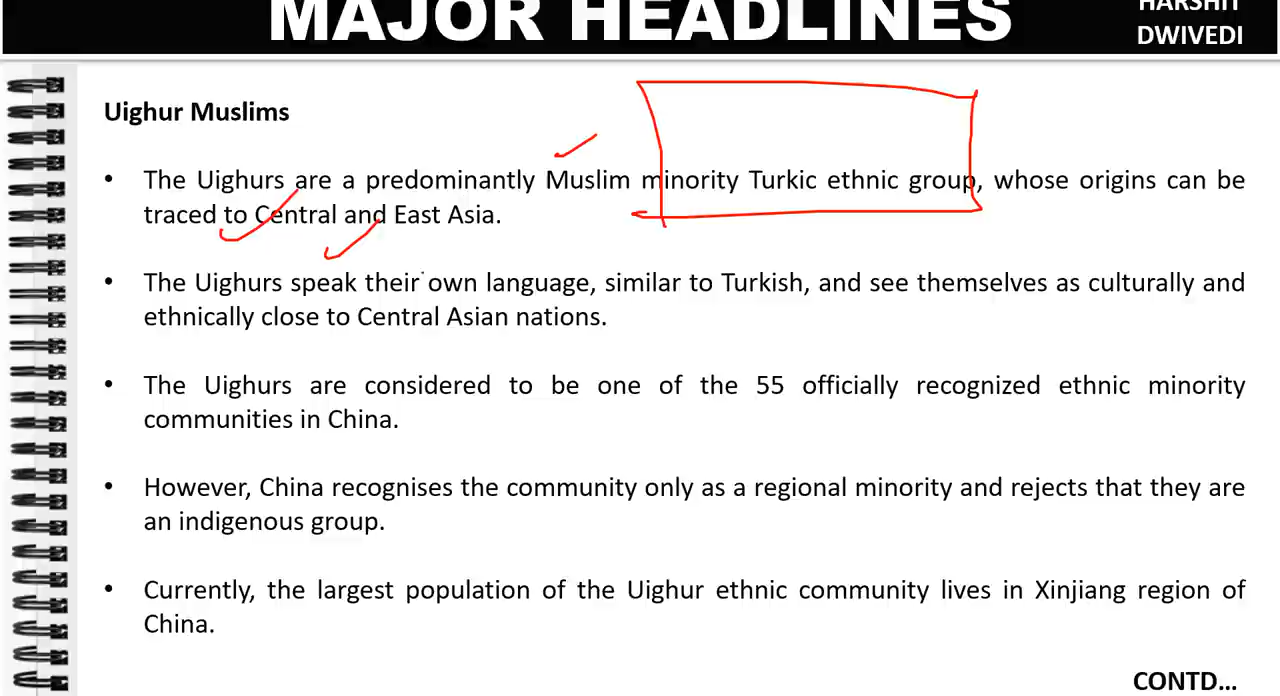 MAJOR HEADLINES
HARSHIT
DWIVEDI
Uighur Muslims
• The Uighurs are a predominantly Muslim minority Turkic ethnic group, whose origins can be
traced to Central and East Asia.
• The Uighurs speak their own language, similar to Turkish, and see themselves as culturally and
ethnically close to Central Asian nations.
• The Uighurs are considered to be one of the 55 officially recognized ethnic minority
communities in China.
• However, China recognises the community only as a regional minority and rejects that they are
an indigenous group.
• Currently, the largest population of the Uighur ethnic community lives in Xinjiang region of
China.
CONTD...